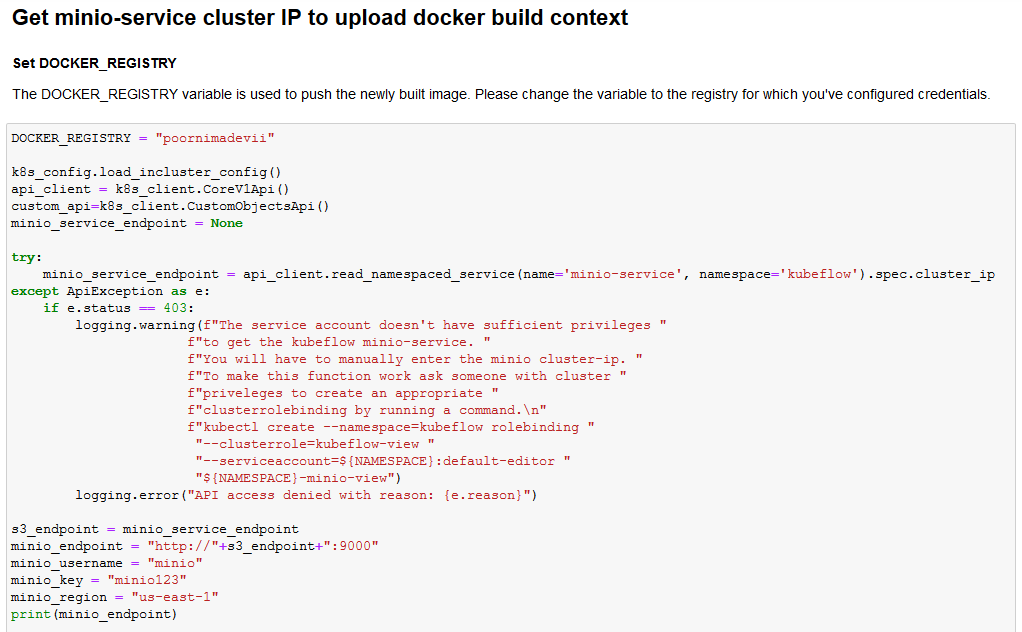 Get minio-service cluster IP to upload docker build context
Set DOCKER_REGISTRY
The DOCKER_REGISTRY variable is used to push the newly built image. Please change the variable to the registry for which you've configured credentials.
DOCKER_REGISTRY = "poornimadevii"
k8s_config.load_incluster_config()
api_client = k8s_client.CoreV1Api()
custom_api=k8s_client.CustomObjectsApi()
minio_service_endpoint = None
try:
    minio_service_endpoint = api_client.read_namespaced_service(name='minio-service', namespace='kubeflow').spec.cluster_ip
except ApiException as e:
    if e.status == 403:
        logging.warning(f"The service account doesn't have sufficient privileges "
                      f"to get the kubeflow minio-service. "
                      f"You will have to manually enter the minio cluster-ip. "
                      f"To make this function work ask someone with cluster "
                      f"priveleges to create an appropriate "
                      f"clusterrolebinding by running a command.\n"
                      f"kubectl create --namespace=kubeflow rolebinding "
                       "--clusterrole=kubeflow-view "
                       "--serviceaccount=${NAMESPACE}:default-editor "
                       "${NAMESPACE}-minio-view")
        logging.error("API access denied with reason: {e.reason}")
s3_endpoint = minio_service_endpoint
minio_endpoint = "http://"+s3_endpoint+":9000"
minio_username = "minio"
minio_key = "minio123"
minio_region = "us-east-1"
print(minio_endpoint)